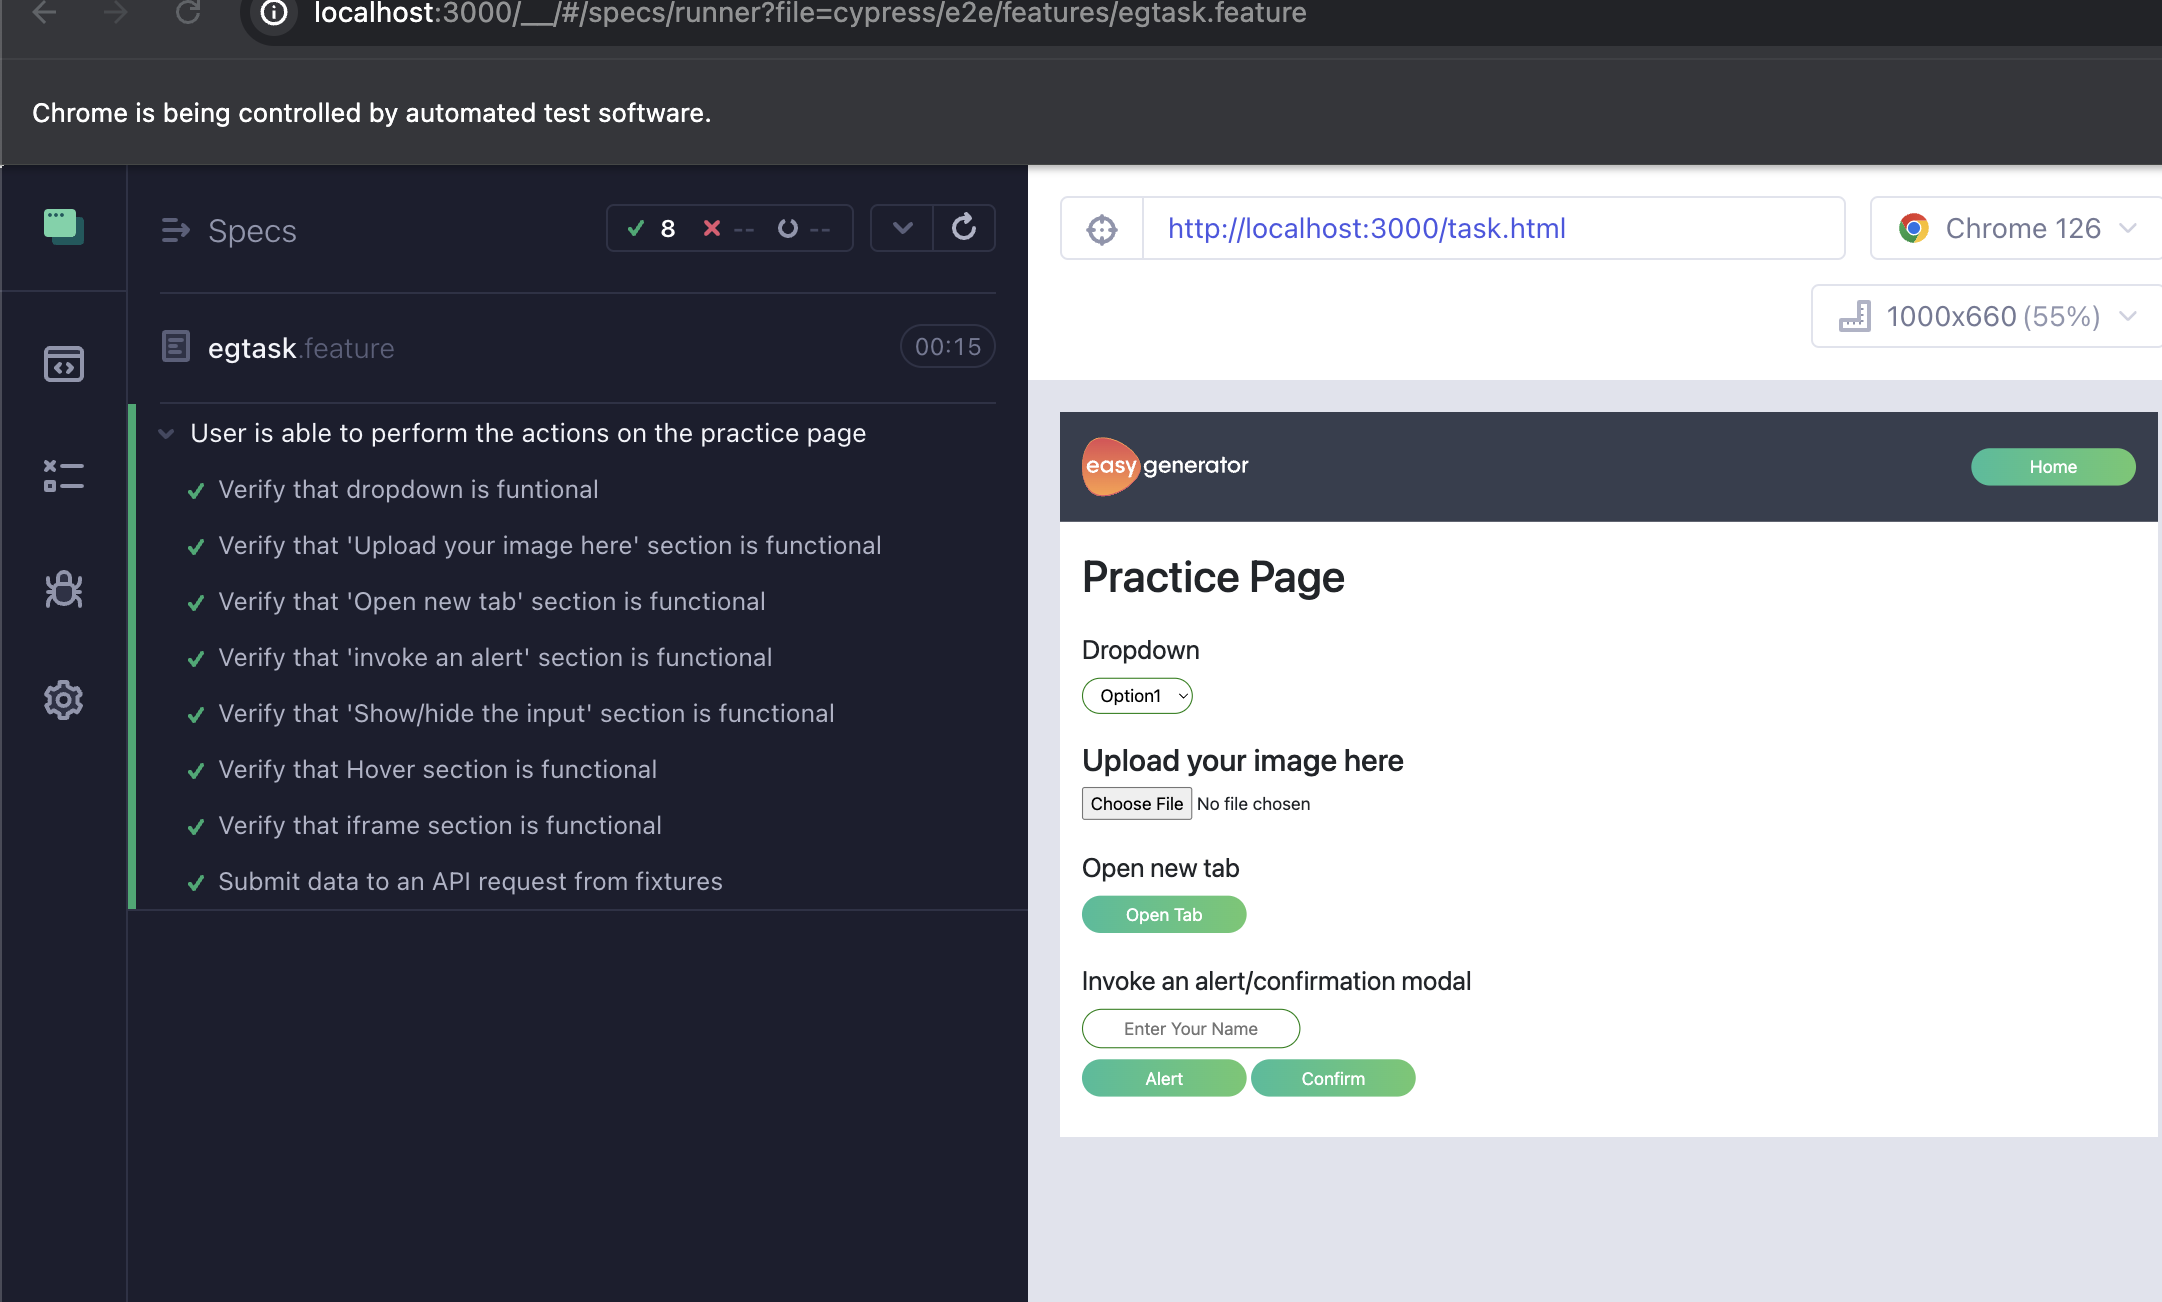 localhost:3000/__/#/specs/runner?file=cypress/e2e/features/egtask.feature
Chrome is being controlled by automated test software.
Specs
8 -- --
egtask.feature
00:15
User is able to perform the actions on the practice page
Verify that dropdown is funtional
Verify that 'Upload your image here' section is functional
Verify that 'Open new tab' section is functional
Verify that 'invoke an alert' section is functional
Verify that 'Show/hide the input' section is functional
Verify that Hover section is functional
Verify that iframe section is functional
Submit data to an API request from fixtures
http://localhost:3000/task.html
Chrome 126
1000x660 (55%)
easygenerator
Home
Practice Page
Dropdown
Option1
Upload your image here
Choose File No file chosen
Open new tab
Open Tab
Invoke an alert/confirmation modal
Enter Your Name
Alert Confirm